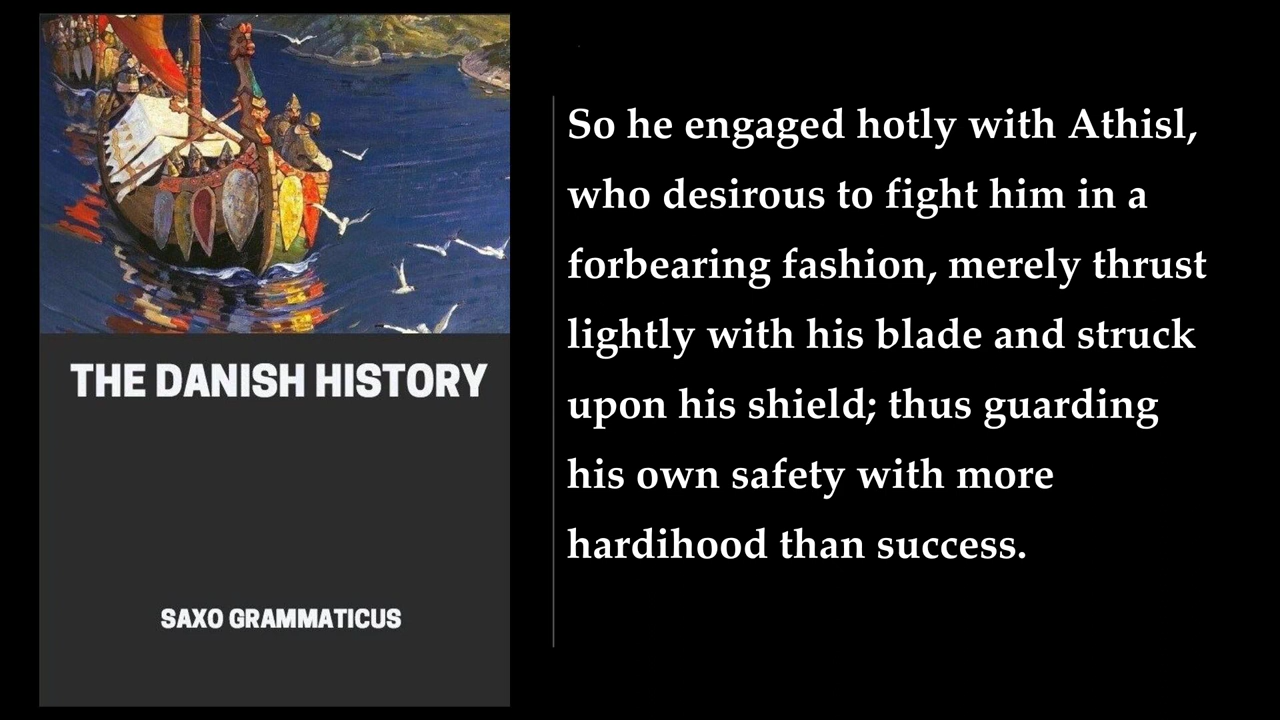 THE DANISH HISTORY
SAXO GRAMMATICUS
So he engaged hotly with Athisl,
who desirous to fight him in a
forbearing fashion, merely thrust
lightly with his blade and struck
upon his shield; thus guarding
his own safety with more
hardihood than success.